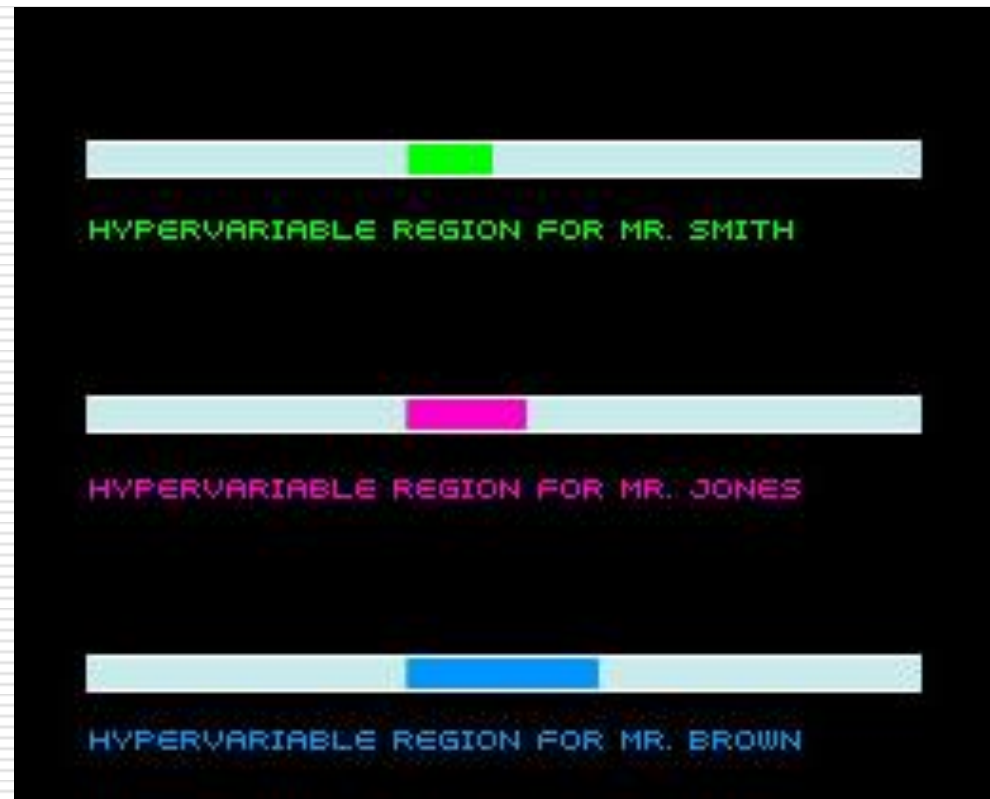 HYPERVARIABLE REGION FOR MR. SMITH
HYPERVARIABLE REGION FOR MR. JONES
HYPERVARIABLE REGION FOR MR. BROWN